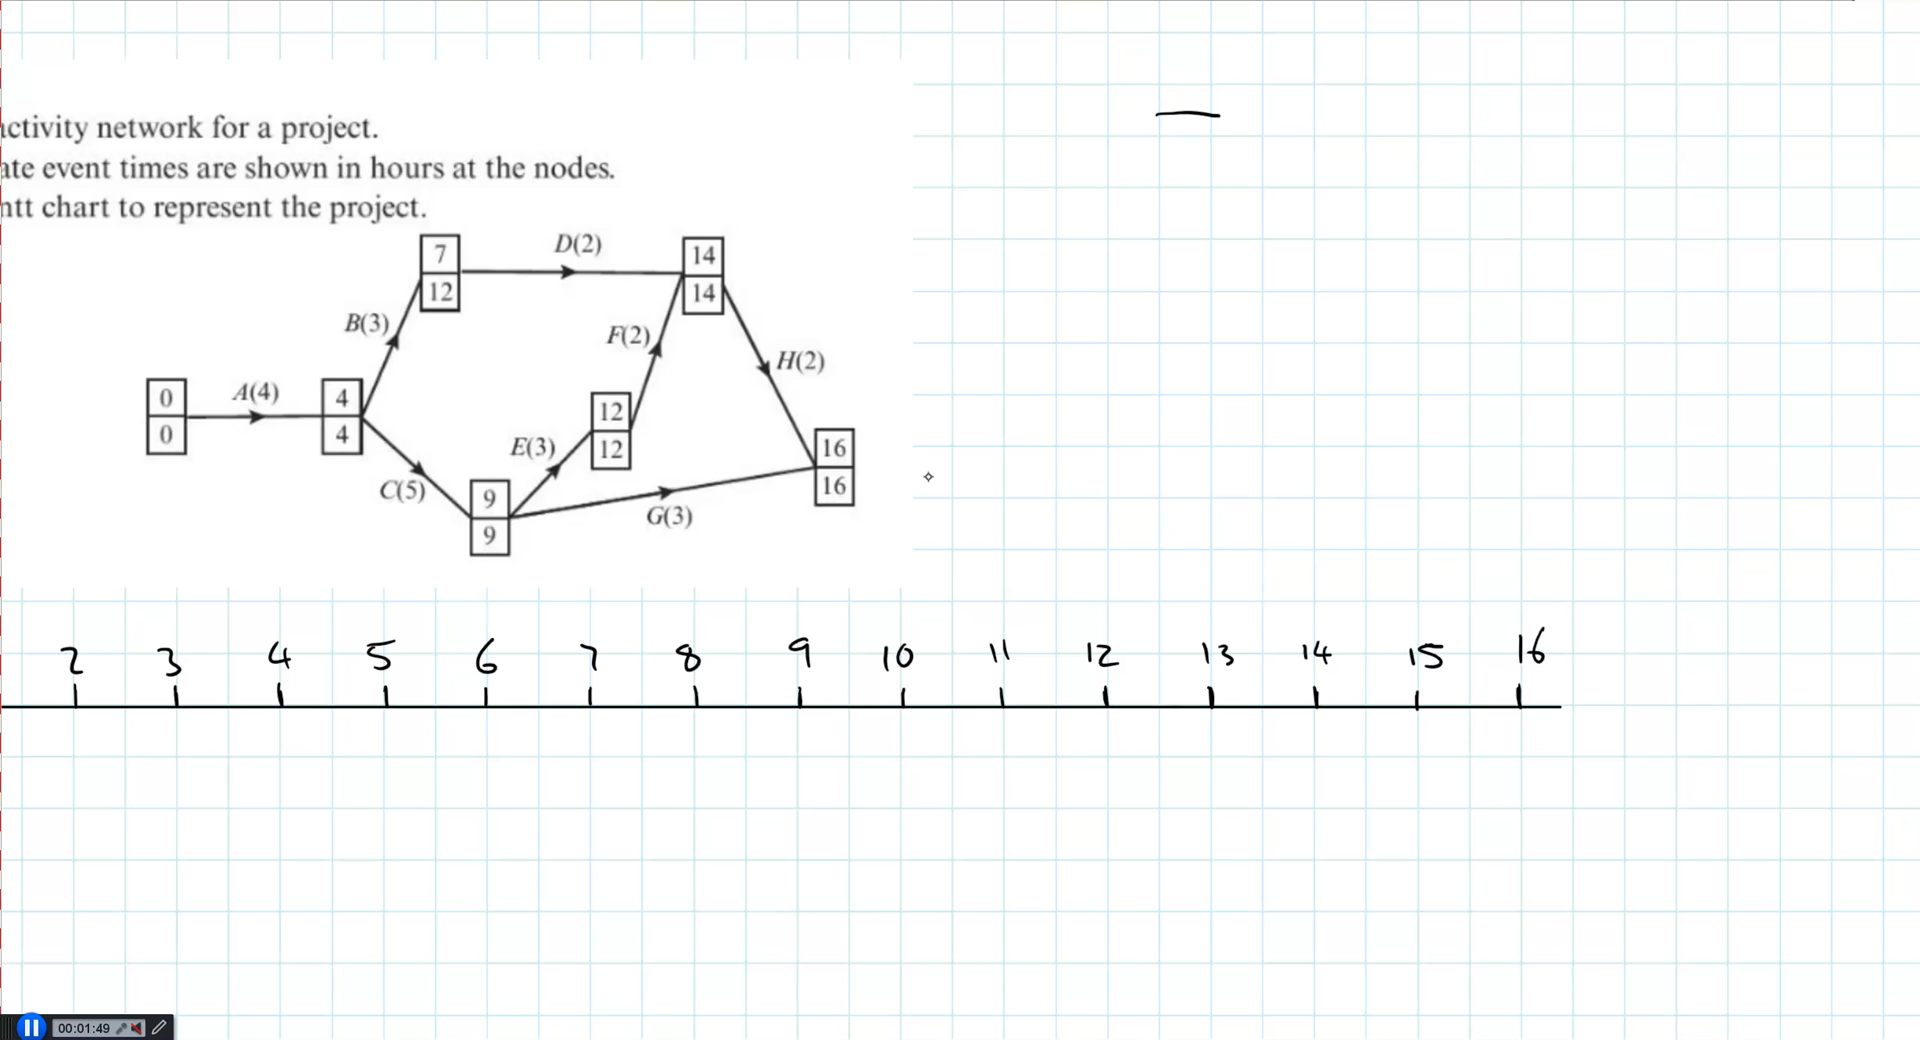 ctivity network for a project.
ate event times are shown in hours at the nodes.
ntt chart to represent the project.
7 D(2) 14
12 14
B(3) F(2)
H(2)
0 A(4) 4 12
0 4 E(3) 12 16
C(5) 9 16
9 G(3)
2 3 4 5 6 7 8 9 10 11 12 13 14 15 16
00:01:49